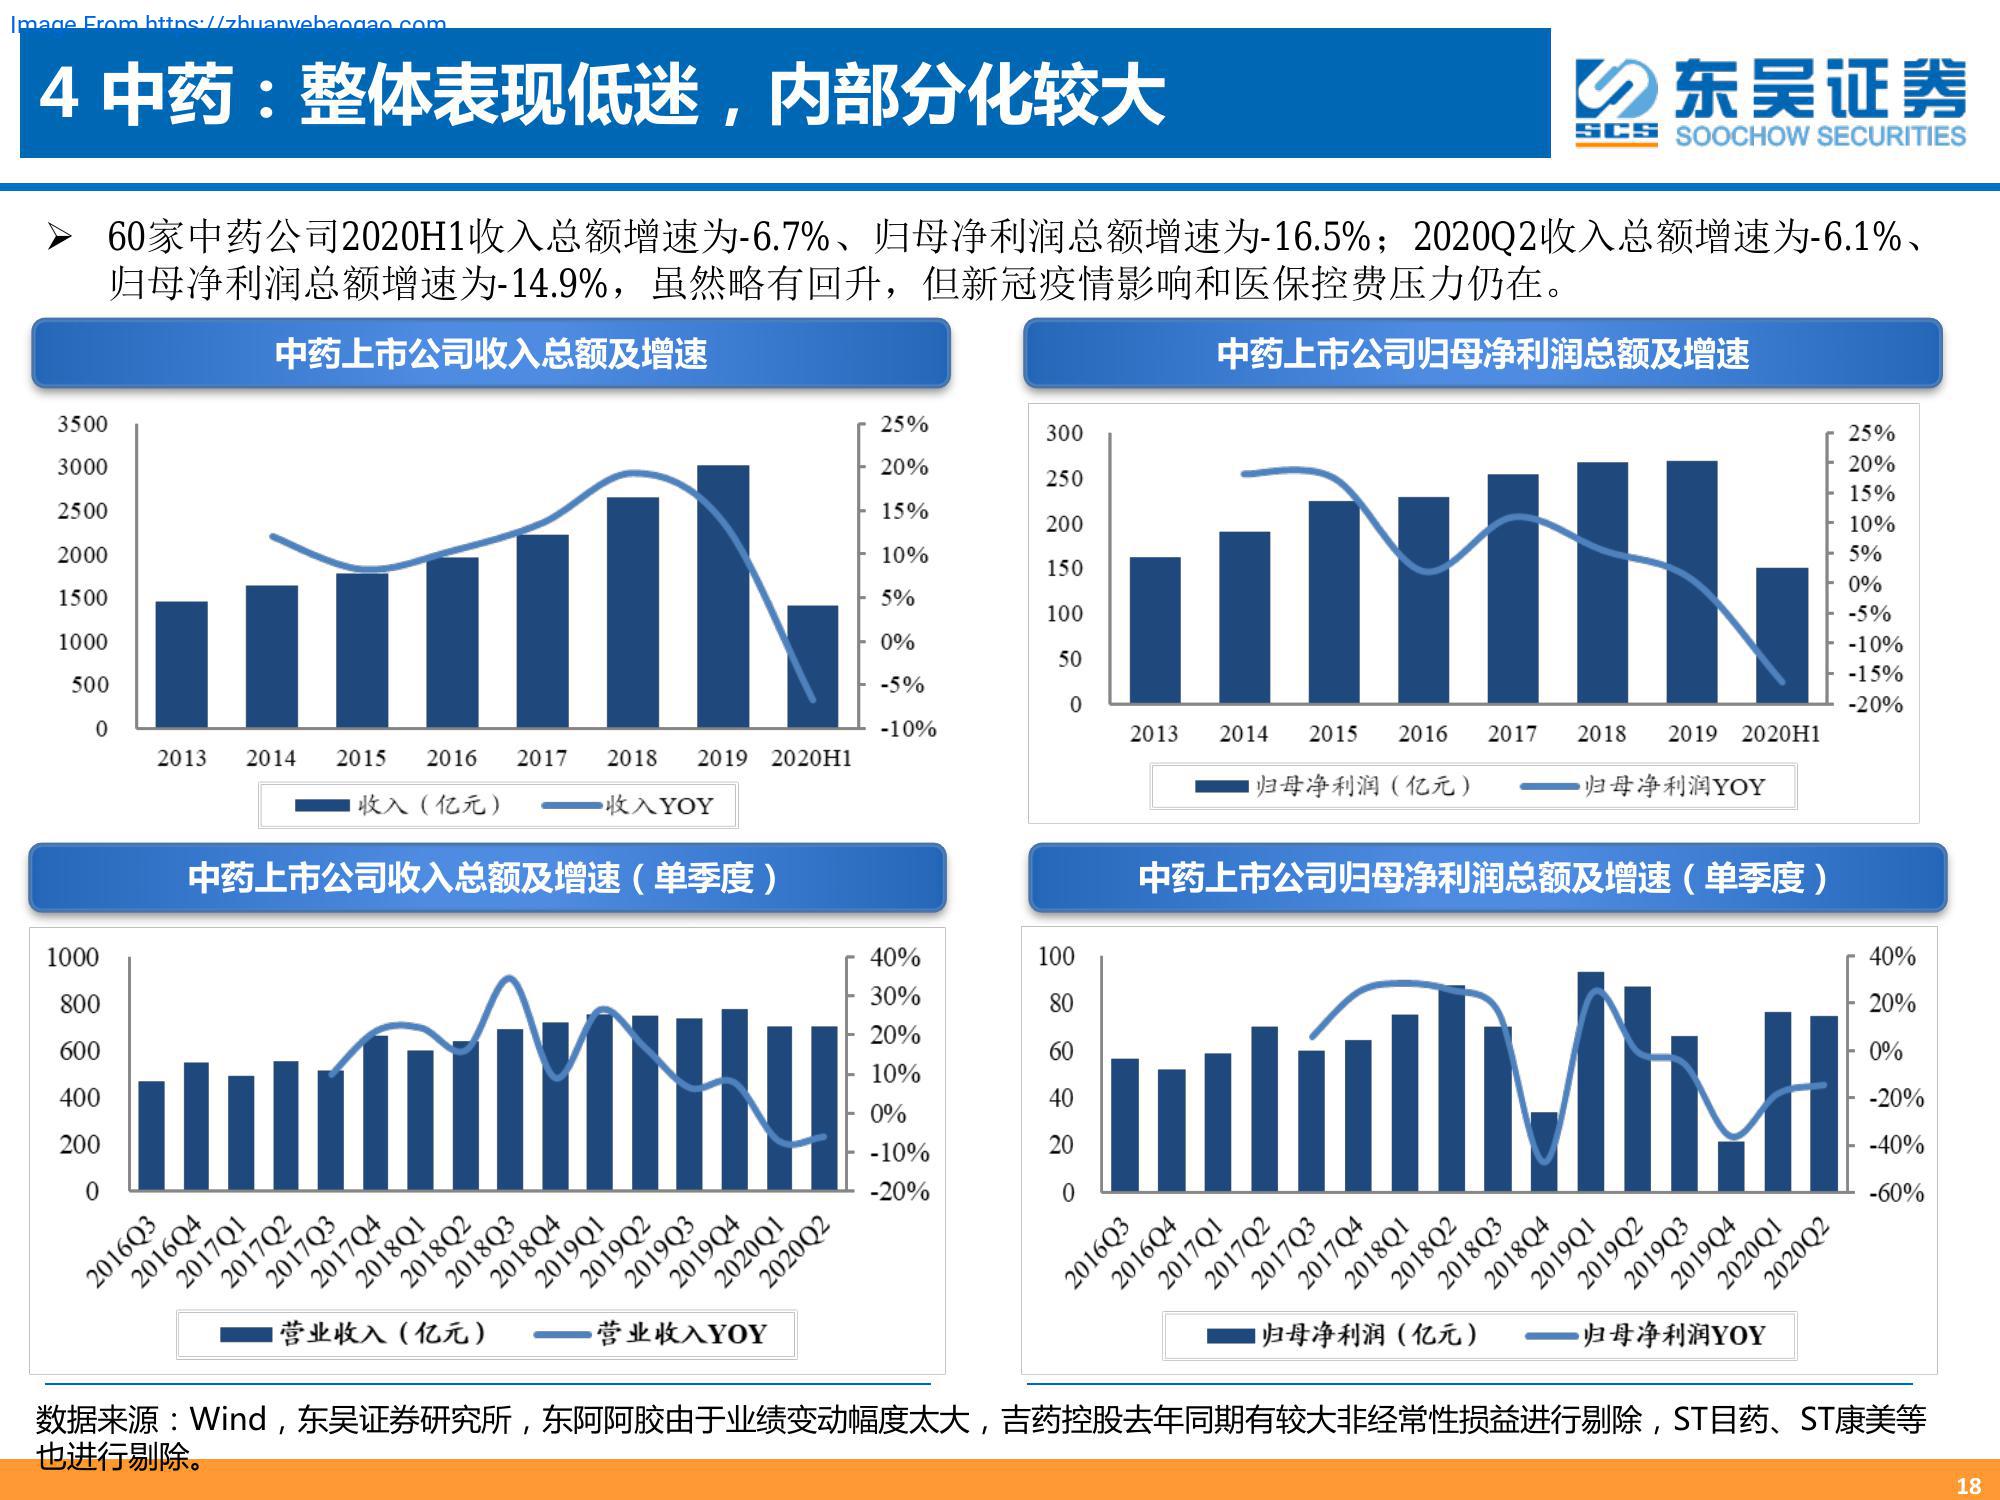 Image From https://zhuanyebaogao.com
4 中药：整体表现低迷，内部分化较大
东吴证券
SCS
SOOCHOW SECURITIES
60家中药公司2020H1收入总额增速为-6.7%、归母净利润总额增速为-16.5%；2020Q2收入总额增速为-6.1%、
归母净利润总额增速为-14.9%，虽然略有回升，但新冠疫情影响和医保控费压力仍在。
中药上市公司收入总额及增速
3500
3000
2500
2000
1500
1000
500
0
25%
20%
15%
10%
5%
0%
-5%
-10%
2013 2014 2015 2016 2017 2018 2019 2020H1
收入（亿元） 收入YOY
中药上市公司归母净利润总额及增速
300
250
200
150
100
50
0
25%
20%
15%
10%
5%
0%
-5%
-10%
-15%
-20%
2013 2014 2015 2016 2017 2018 2019 2020H1
归母净利润（亿元） 归母净利润YOY
中药上市公司收入总额及增速（单季度）
1000
800
600
400
200
0
40%
30%
20%
10%
0%
-10%
-20%
2016Q3 2016Q4 2017Q1 2017Q2 2017Q3 2017Q4 2018Q1 2018Q2 2018Q3 2018Q4 2019Q1 2019Q2 2019Q3 2019Q4 2020Q1 2020Q2
营业收入（亿元） 营业收入YOY
中药上市公司归母净利润总额及增速（单季度）
100
80
60
40
20
0
40%
20%
0%
-20%
-40%
-60%
2016Q3 2016Q4 2017Q1 2017Q2 2017Q3 2017Q4 2018Q1 2018Q2 2018Q3 2018Q4 2019Q1 2019Q2 2019Q3 2019Q4 2020Q1 2020Q2
归母净利润（亿元） 归母净利润YOY
数据来源：Wind，东吴证券研究所，东阿阿胶由于业绩变动幅度太大，吉药控股去年同期有较大非经常性损益进行剔除，ST目药、ST康美等
也进行剔除。
18